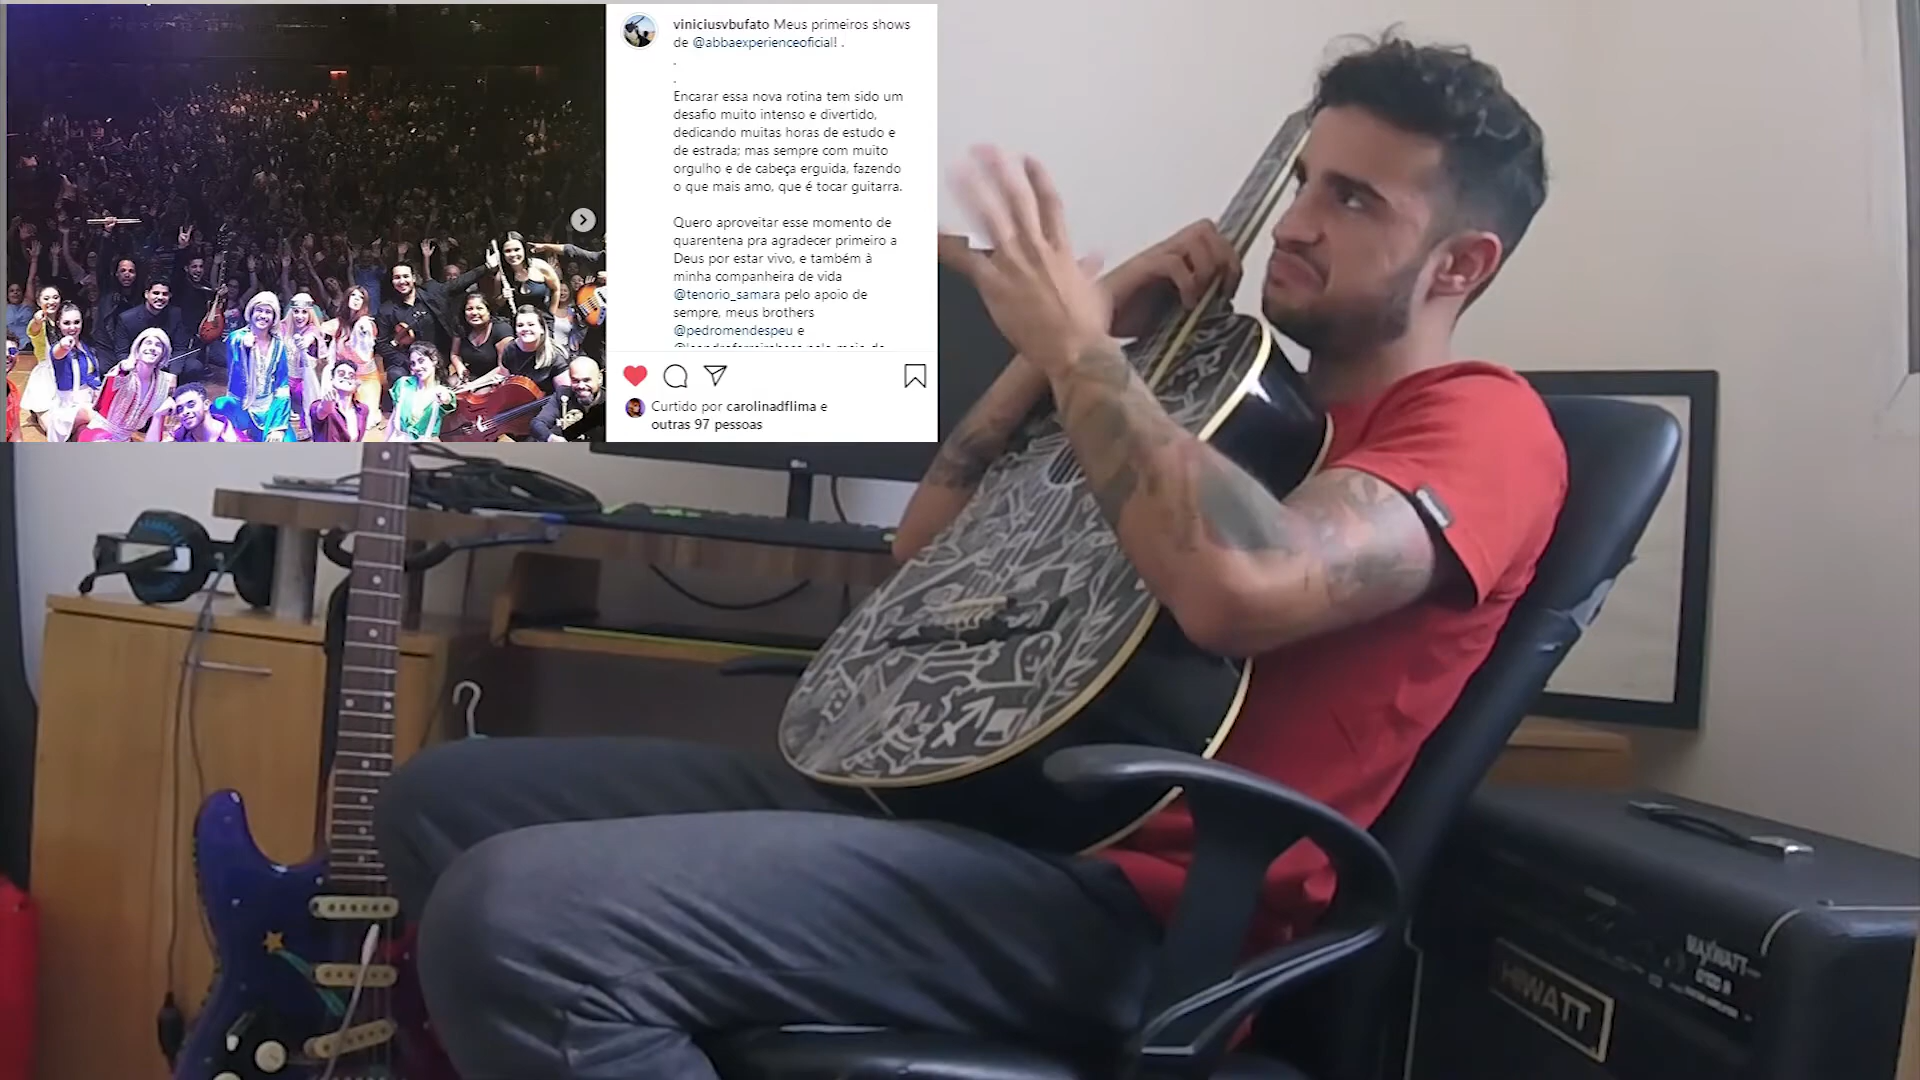 viniciusvbufato Meus primeiros shows
de @abbaexperienceoficial! .
.
.
Encarar essa nova rotina tem sido um
desafio muito intenso e divertido,
dedicando muitas horas de estudo e
de estrada; mas sempre com muito
orgulho e de cabeça erguida, fazendo
o que mais amo, que é tocar guitarra.
Quero aproveitar esse momento de
quarentena pra agradecer primeiro a
Deus por estar vivo, e também à
minha companheira de vida
@tenorio_samara pelo apoio de
sempre, meus brothers
@pedromendespeu e
Curtido por carolinadflima e
outras 97 pessoas
LG
MAXWATT
HIWATT